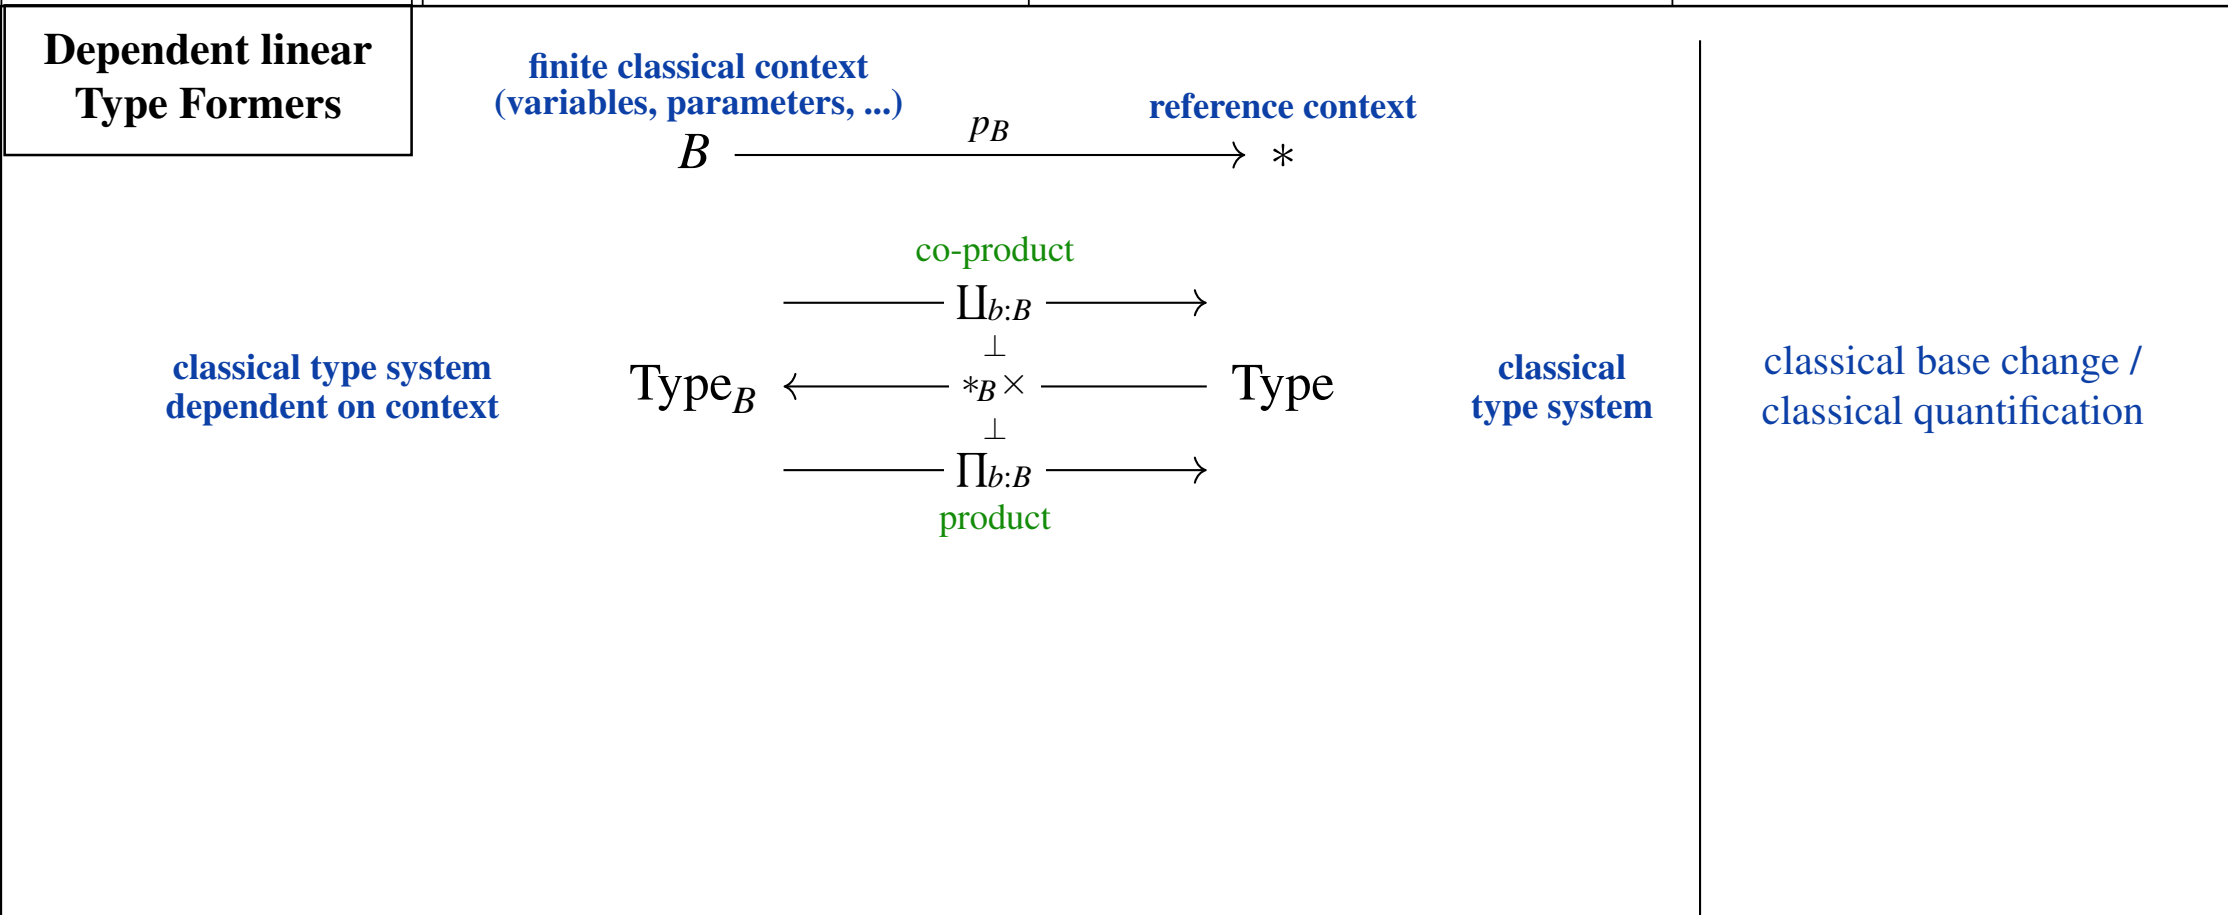 Dependent linear
Type Formers
finite classical context
(variables, parameters, ...)
reference context
p_B
B ⟶ *
co-product
∐_{b:B}
⊥
classical type system
dependent on context
Type_B
*_B ×
Type
classical
type system
classical base change /
classical quantification
⊥
∏_{b:B}
product